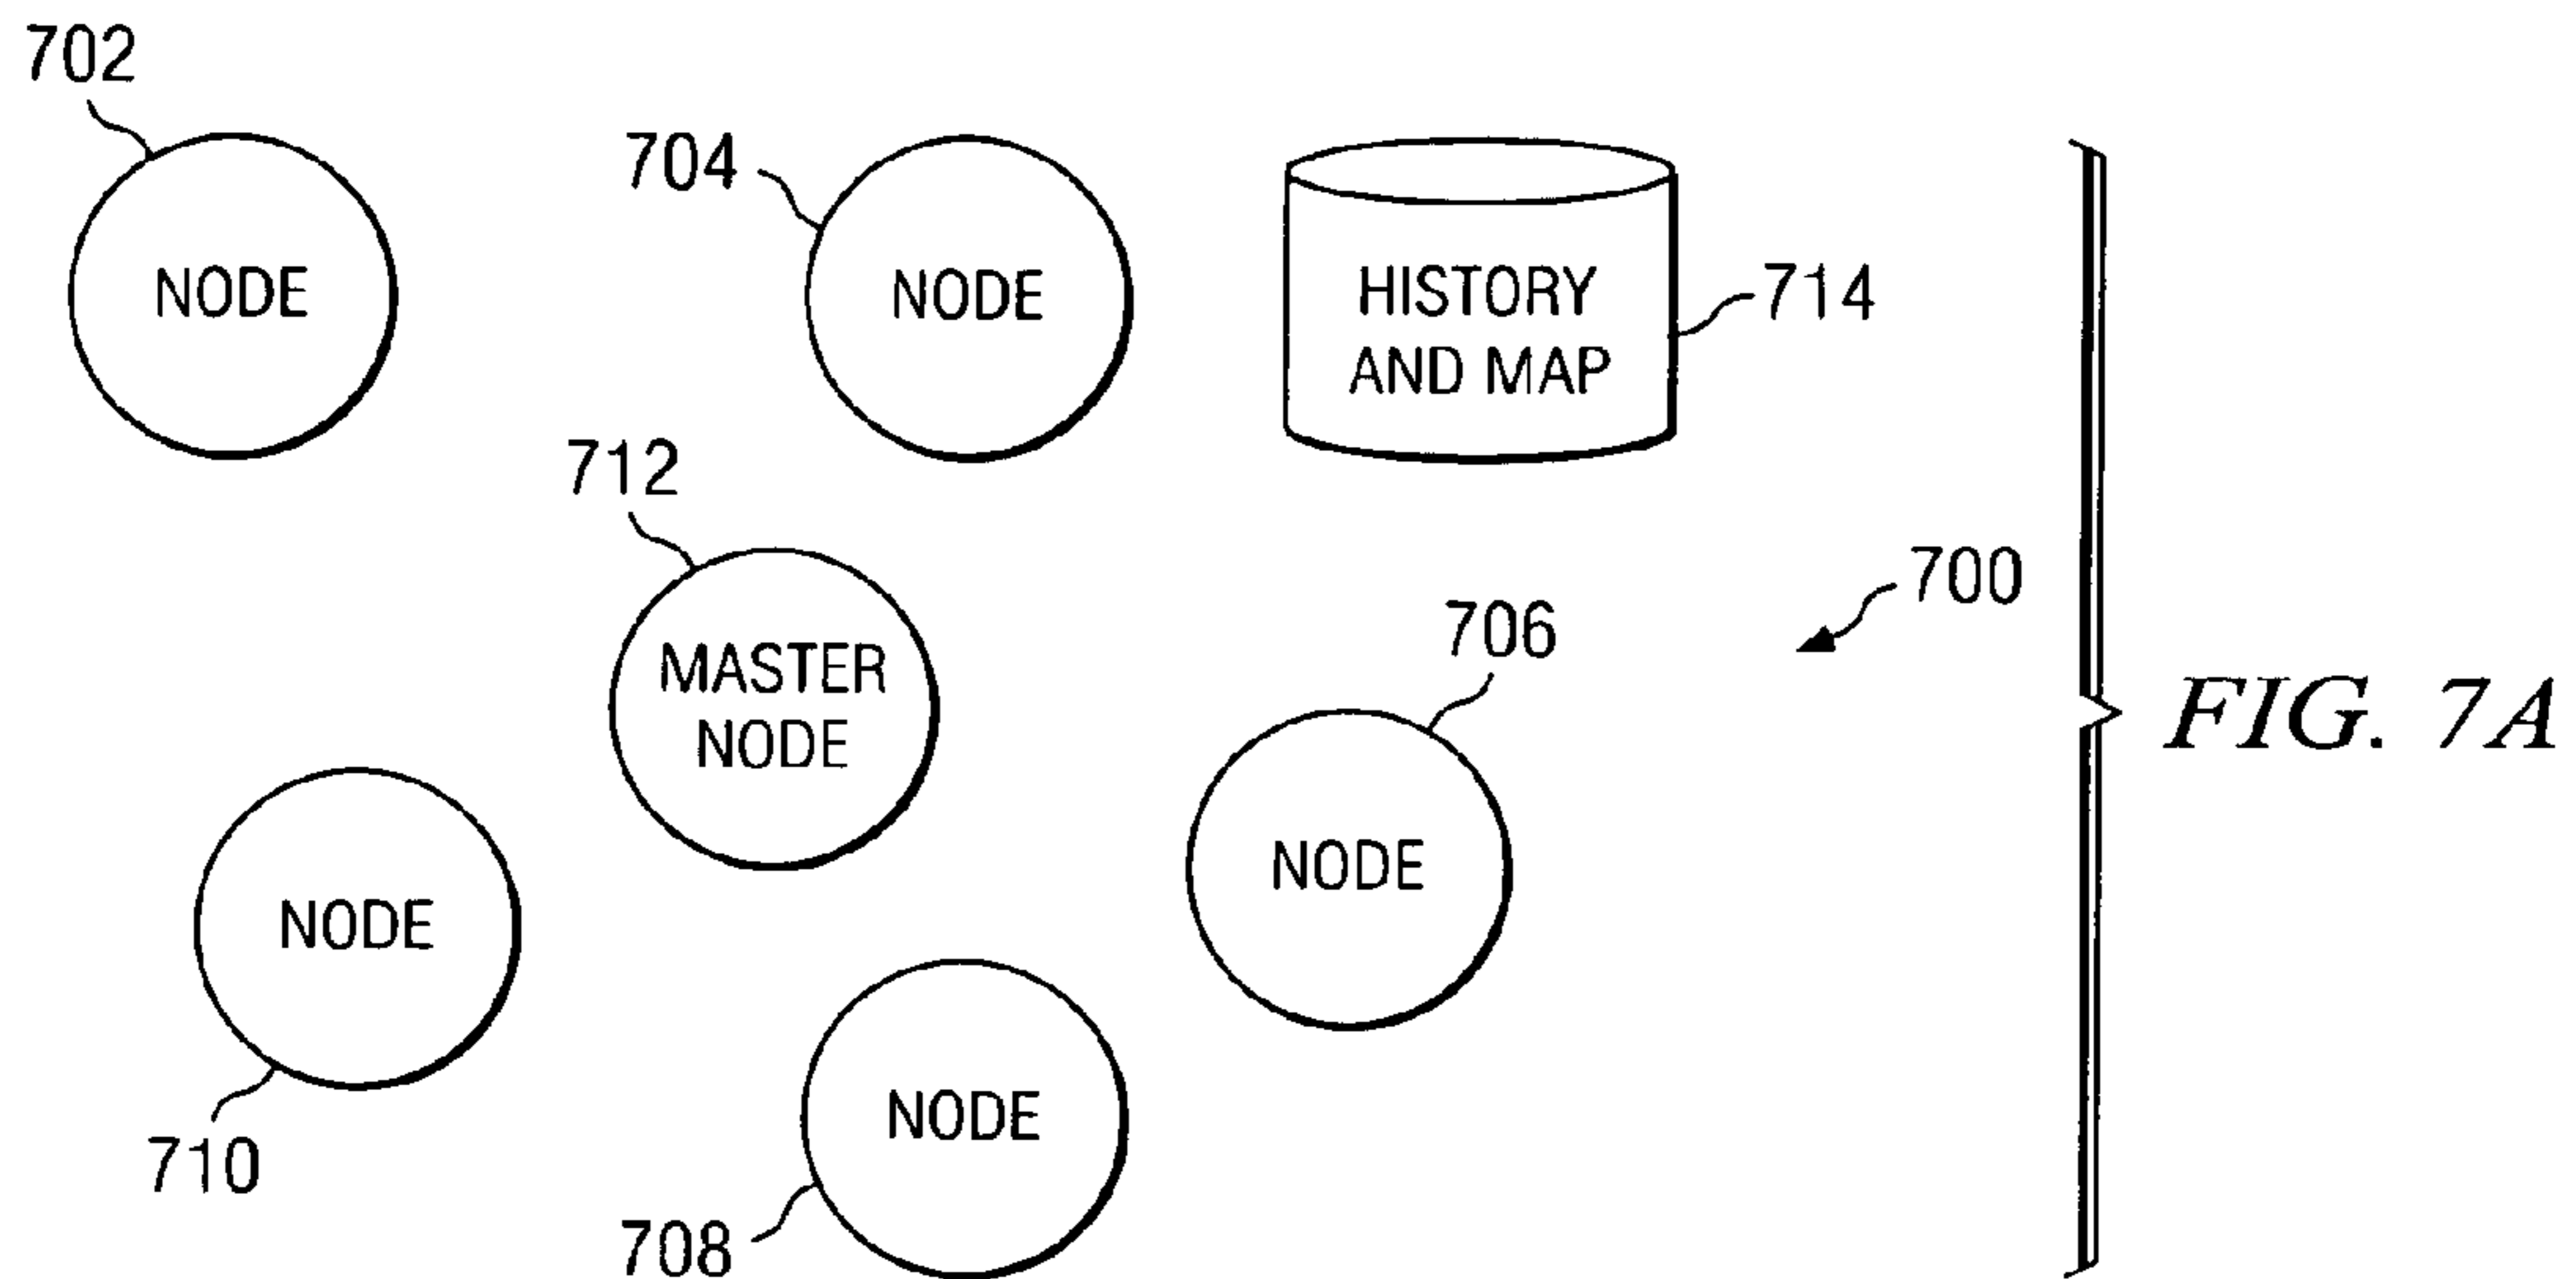 702
704
NODE
NODE
HISTORY
AND MAP
714
712
700
706
MASTER
NODE
FIG. 7A
NODE
NODE
NODE
710
708